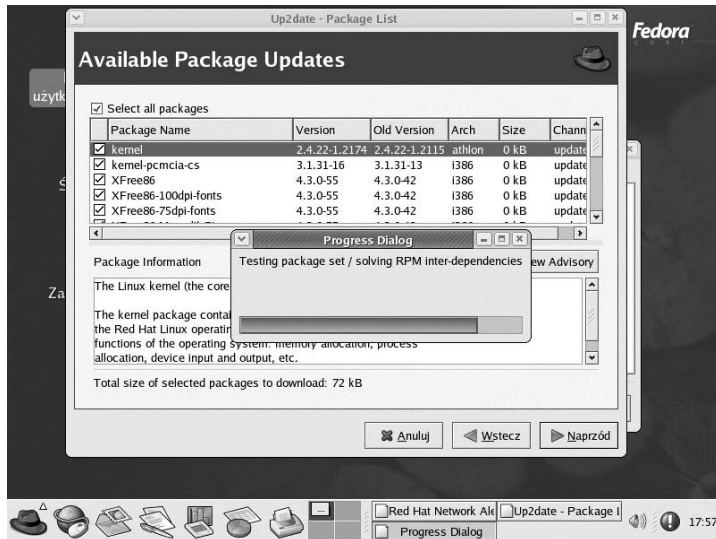 Up2date - Package List
Fedora
CORE
Available Package Updates
użytk
Select all packages
Package Name Version Old Version Arch Size Chann
kernel 2.4.22-1.2174 2.4.22-1.2115 athlon 0 kB update
kernel-pcmcia-cs 3.1.31-16 3.1.31-13 i386 0 kB update
XFree86 4.3.0-55 4.3.0-42 i386 0 kB update
XFree86-100dpi-fonts 4.3.0-55 4.3.0-42 i386 0 kB update
XFree86-75dpi-fonts 4.3.0-55 4.3.0-42 i386 0 kB update
Ś
Progress Dialog
Package Information
Testing package set / solving RPM inter-dependencies
ew Advisory
Za
The Linux kernel (the core
The kernel package contai
the Red Hat Linux operatin
functions of the operating system: memory allocation, process
allocation, device input and output, etc.
Total size of selected packages to download: 72 kB
Anuluj Wstecz Naprzód
Red Hat Network Ale Up2date - Package L
Progress Dialog
17:57